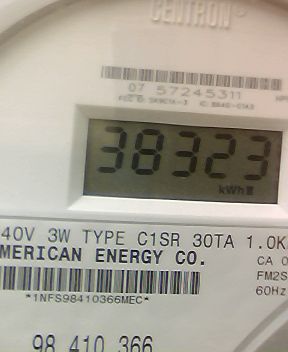 CENTRON®
07 57245311
38323
kWh
40V 3W TYPE C1SR 30TA 1.0K
MERICAN ENERGY CO.
CA 0
FM2S
60Hz
*1NFS98410366MEC*
98 410 366